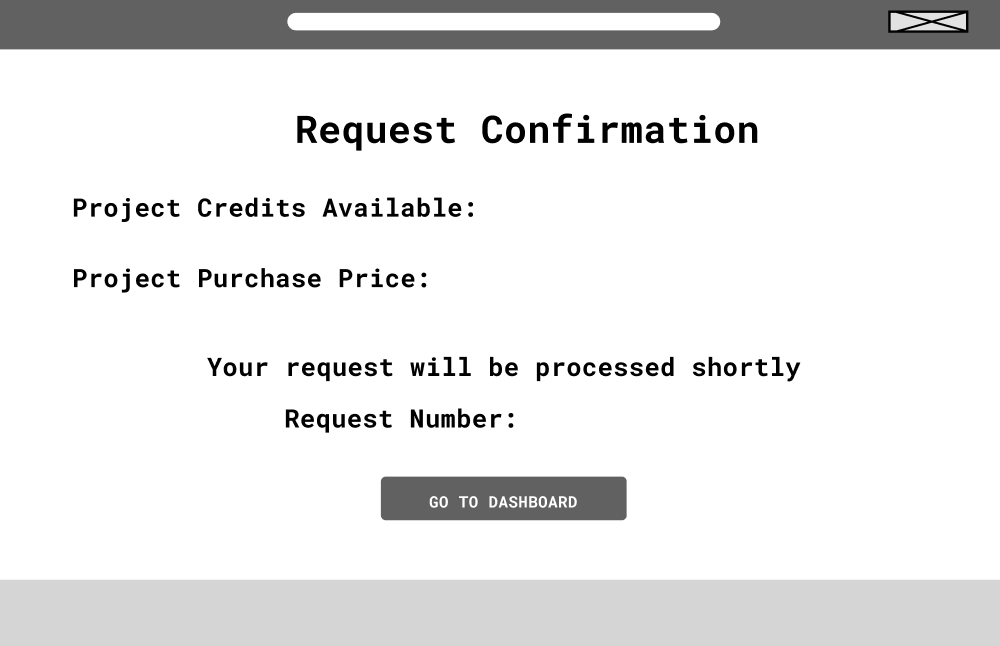 Request Confirmation
Project Credits Available:
Project Purchase Price:
Your request will be processed shortly
Request Number:
GO TO DASHBOARD